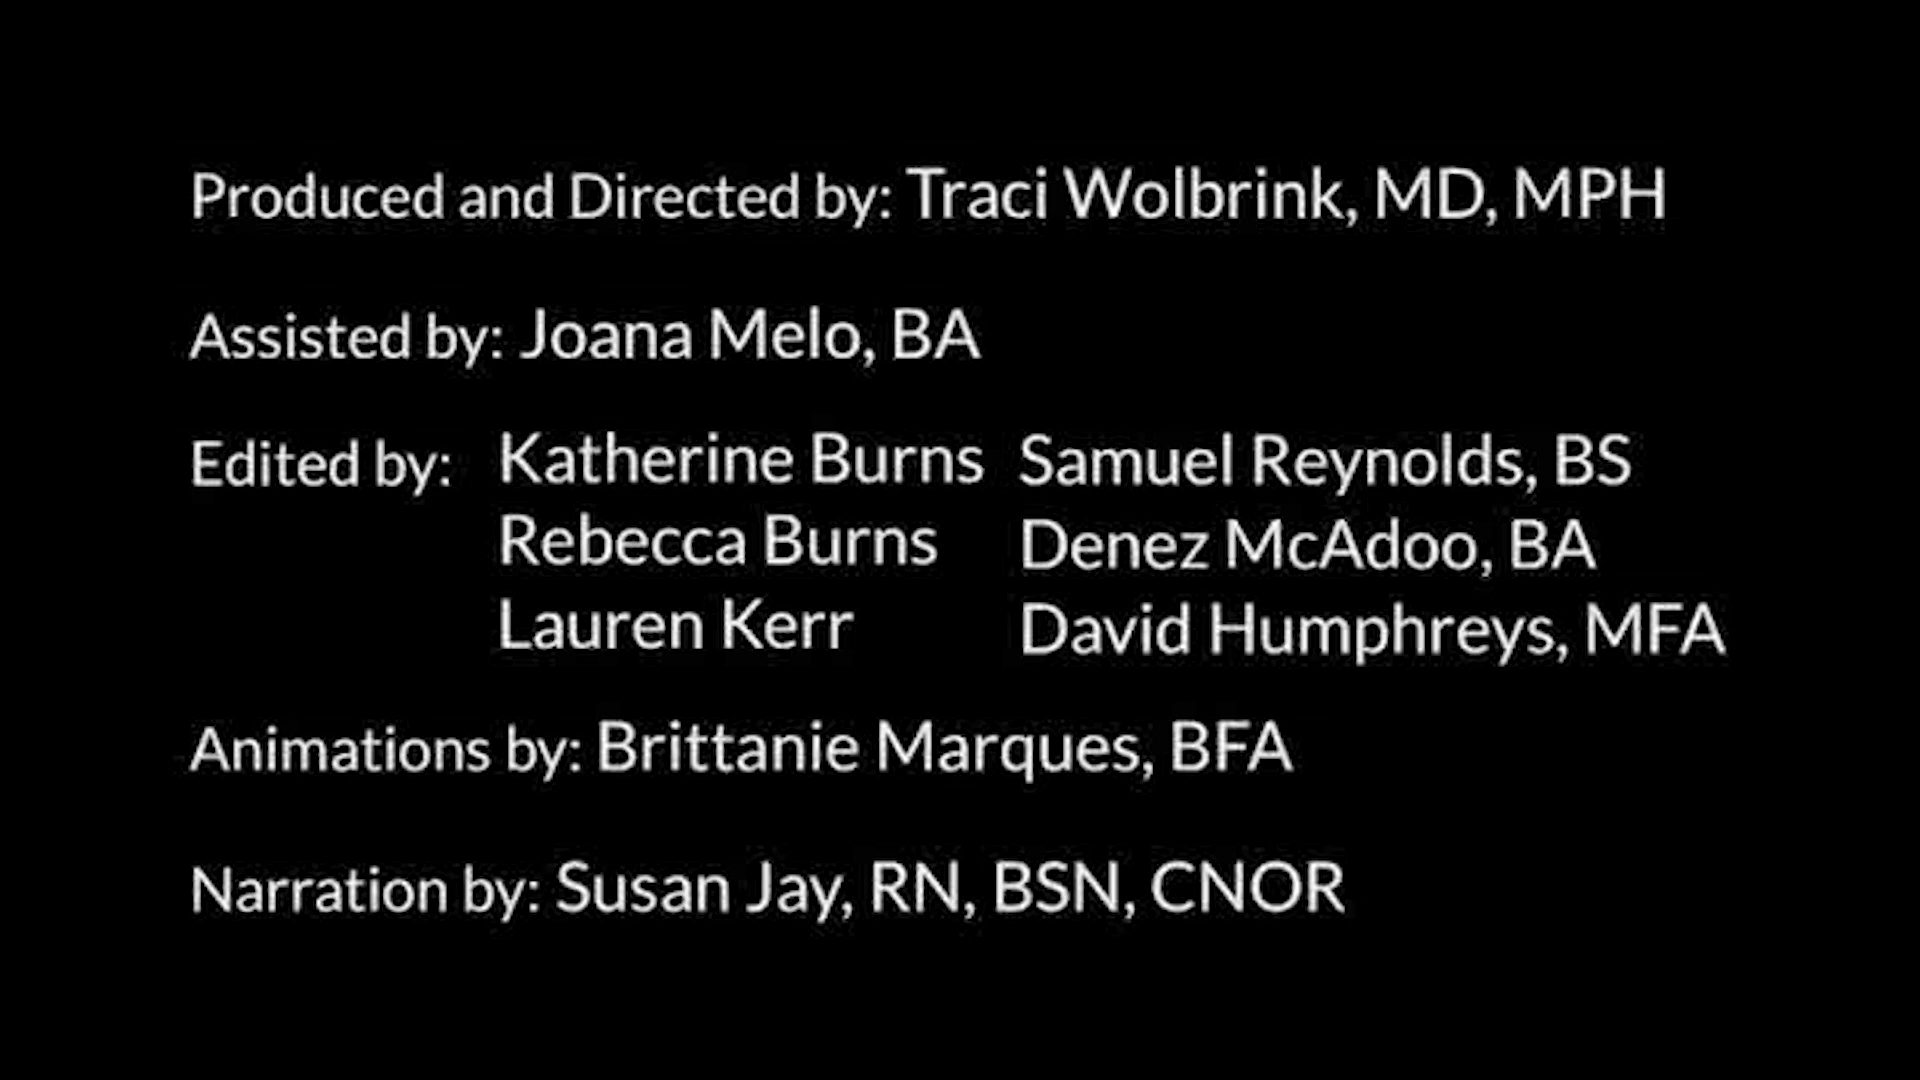 Produced and Directed by: Traci Wolbrink, MD, MPH
Assisted by: Joana Melo, BA
Edited by: Katherine Burns Samuel Reynolds, BS
Rebecca Burns Denez McAdoo, BA
Lauren Kerr David Humphreys, MFA
Animations by: Brittanie Marques, BFA
Narration by: Susan Jay, RN, BSN, CNOR